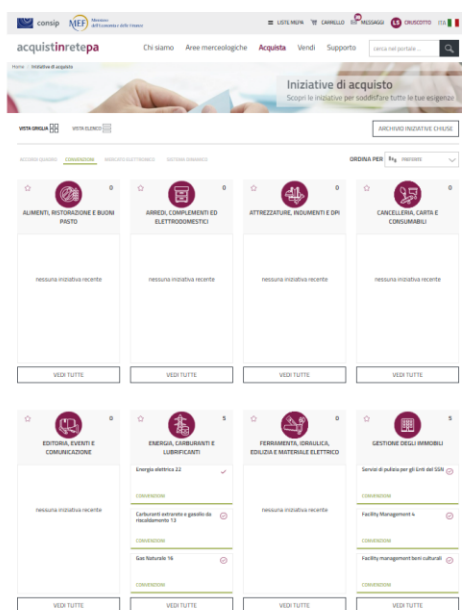 consip MEF Ministero dell'Economia e delle Finanze LISTE MEPA CARRELLO MESSAGGI LS CRUSCOTTO ITA
acquistinretepa Chi siamo Aree merceologiche Acquista Vendi Supporto cerca nel portale ...
Home Iniziative di acquisto
Iniziative di acquisto
Scopri le iniziative per soddisfare tutte le tue esigenze
VISTA GRIGLIA VISTA ELENCO ARCHIVIO INIZIATIVE CHIUSE
ACCORDI QUADRO CONVENZIONI MERCATO ELETTRONICO SISTEMA DINAMICO ORDINA PER PREFERITI
0 0 0 0
ALIMENTI, RISTORAZIONE E BUONI PASTO
ARREDI, COMPLEMENTI ED ELETTRODOMESTICI
ATTREZZATURE, INDUMENTI E DPI
CANCELLERIA, CARTA E CONSUMABILI
nessuna iniziativa recente nessuna iniziativa recente nessuna iniziativa recente nessuna iniziativa recente
VEDI TUTTE VEDI TUTTE VEDI TUTTE VEDI TUTTE
0 5 0 5
EDITORIA, EVENTI E COMUNICAZIONE
ENERGIA, CARBURANTI E LUBRIFICANTI
FERRAMENTA, IDRAULICA, EDILIZIA E MATERIALE ELETTRICO
GESTIONE DEGLI IMMOBILI
nessuna iniziativa recente
Energia elettrica 22
CONVENZIONI
Carburanti extrarete e gasolio da
riscaldamento 13
CONVENZIONI
Gas Naturale 16
CONVENZIONI
nessuna iniziativa recente
Servizi di pulizia per gli Enti del SSN
CONVENZIONI
Facility Management 4
CONVENZIONI
Facility management beni culturali
CONVENZIONI
VEDI TUTTE VEDI TUTTE VEDI TUTTE VEDI TUTTE